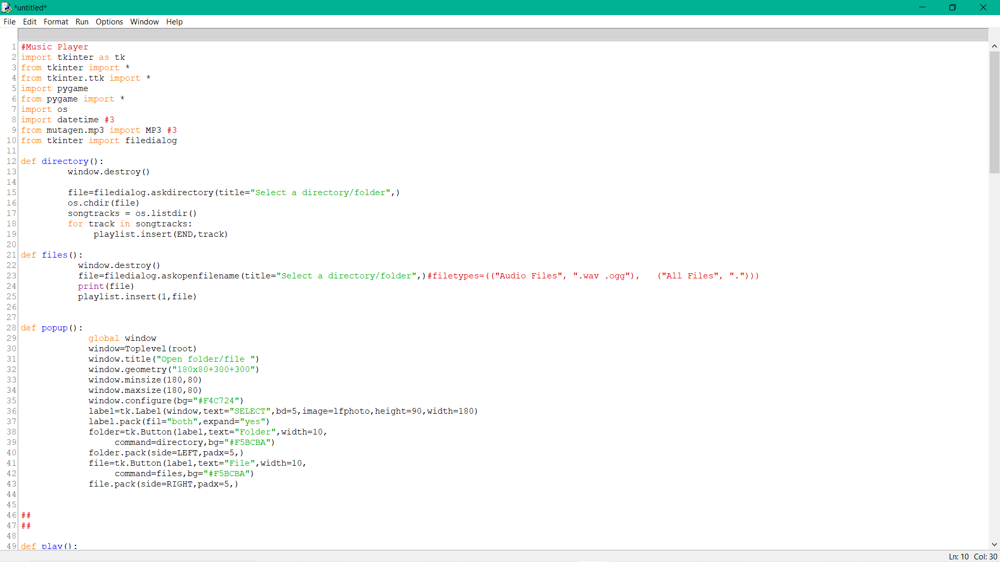 *untitled*
File Edit Format Run Options Window Help
1 #Music Player
2 import tkinter as tk
3 from tkinter import *
4 from tkinter.ttk import *
5 import pygame
6 from pygame import *
7 import os
8 import datetime #3
9 from mutagen.mp3 import MP3 #3
10 from tkinter import filedialog
11
12 def directory():
13 window.destroy()
14
15 file=filedialog.askdirectory(title="Select a directory/folder",)
16 os.chdir(file)
17 songtracks = os.listdir()
18 for track in songtracks:
19 playlist.insert(END,track)
20
21 def files():
22 window.destroy()
23 file=filedialog.askopenfilename(title="Select a directory/folder",)#filetypes=(("Audio Files", ".wav .ogg"),   ("All Files", ".")))
24 print(file)
25 playlist.insert(1,file)
26
27
28 def popup():
29 global window
30 window=Toplevel(root)
31 window.title("Open folder/file ")
32 window.geometry("180x80+300+300")
33 window.minsize(180,80)
34 window.maxsize(180,80)
35 window.configure(bg="#F4C724")
36 label=tk.Label(window,text="SELECT",bd=5,image=lfphoto,height=90,width=180)
37 label.pack(fil="both",expand="yes")
38 folder=tk.Button(label,text="Folder",width=10,
39 command=directory,bg="#F5BCBA")
40 folder.pack(side=LEFT,padx=5,)
41 file=tk.Button(label,text="File",width=10,
42 command=files,bg="#F5BCBA")
43 file.pack(side=RIGHT,padx=5,)
44
45
46 ##
47 ##
48
49 def play():
Ln: 10 Col: 30